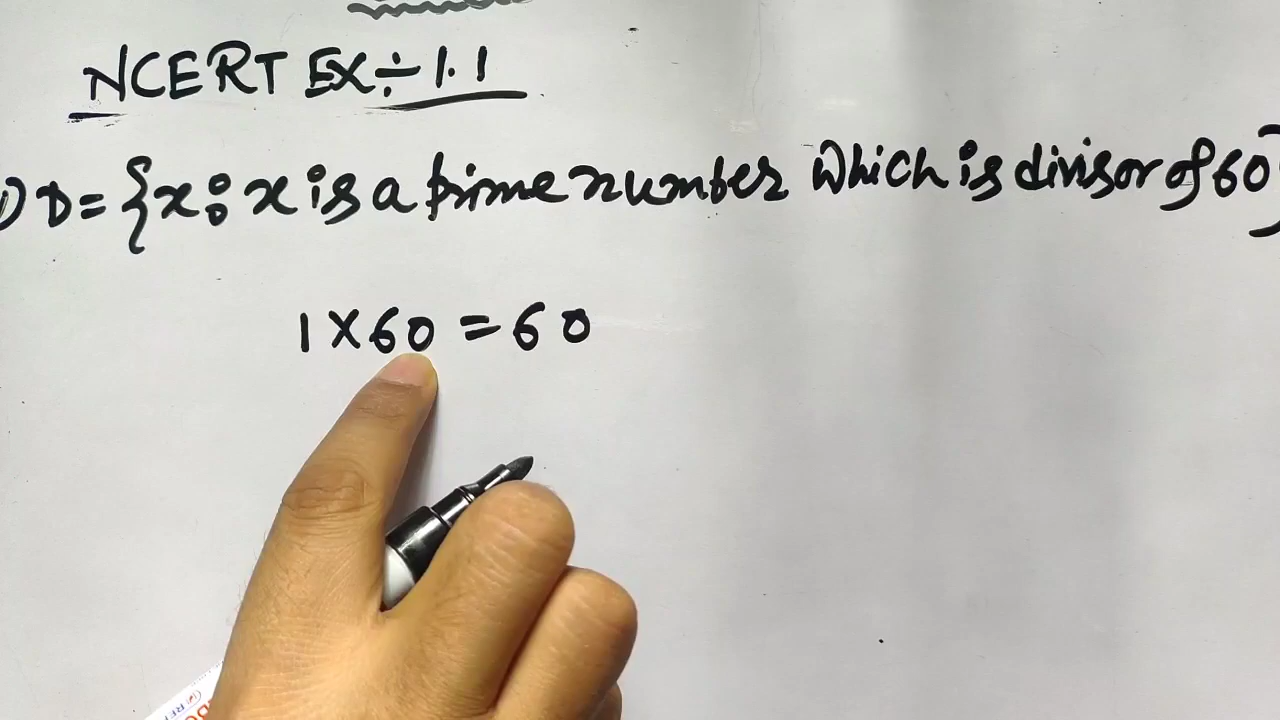 NCERT EX÷1.1
) D = {x : x is a prime number which is divisor of 60}
1 X 60 = 60